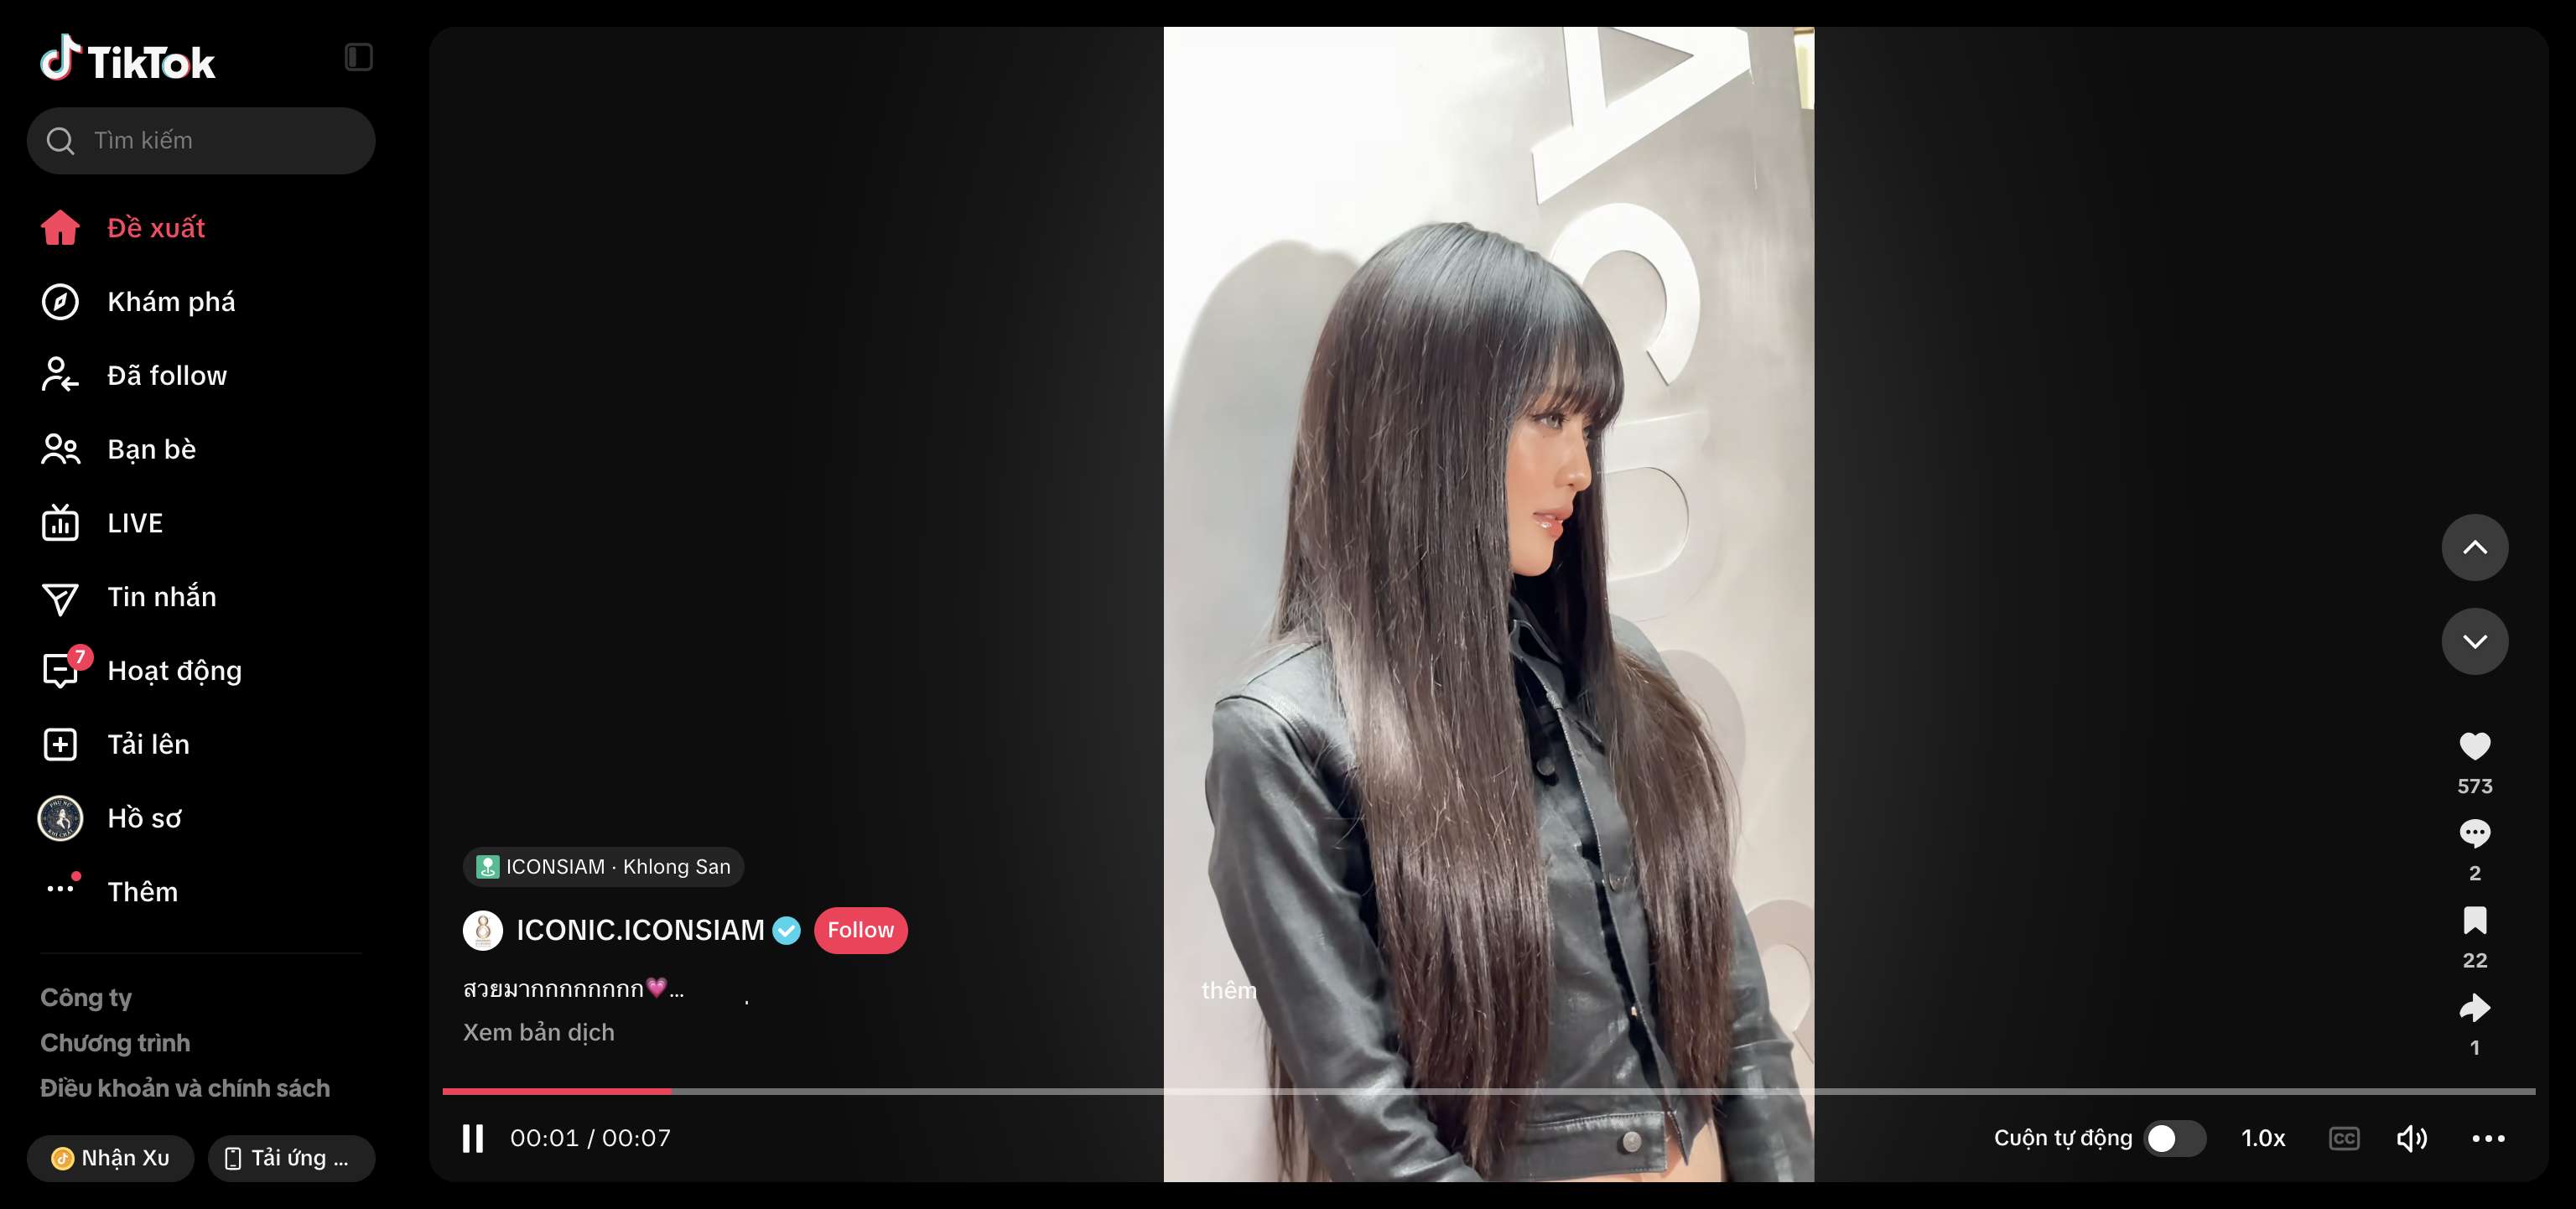 TikTok
Tìm kiếm
Đề xuất
Khám phá
Đã follow
Bạn bè
LIVE
Tin nhắn
7
Hoạt động
Tải lên
Hồ sơ
Thêm
Công ty
Chương trình
Điều khoản và chính sách
Nhận Xu
Tải ứng ...
ICONSIAM · Khlong San
ICONIC.ICONSIAM
Follow
สวยมากกกกกกกกก💗...
thêm
Xem bản dịch
00:01 / 00:07
573
2
22
1
Cuộn tự động
1.0x
CC